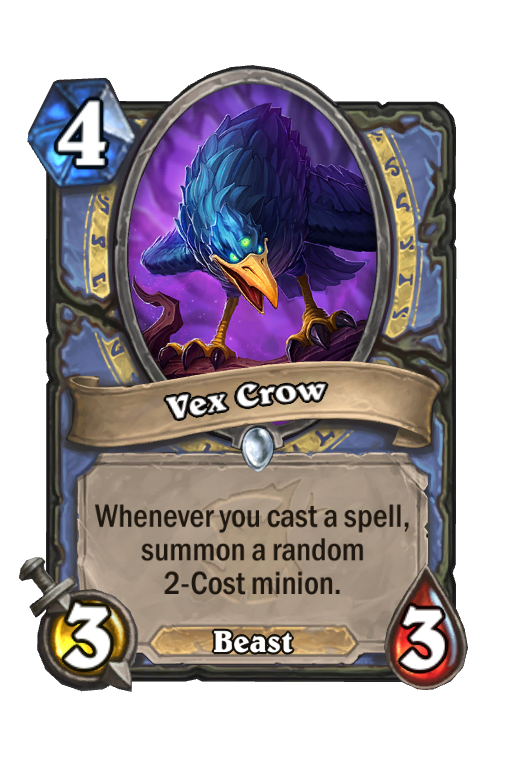 4
Vex Crow
Whenever you cast a spell,
summon a random
2-Cost minion.
3
Beast
3